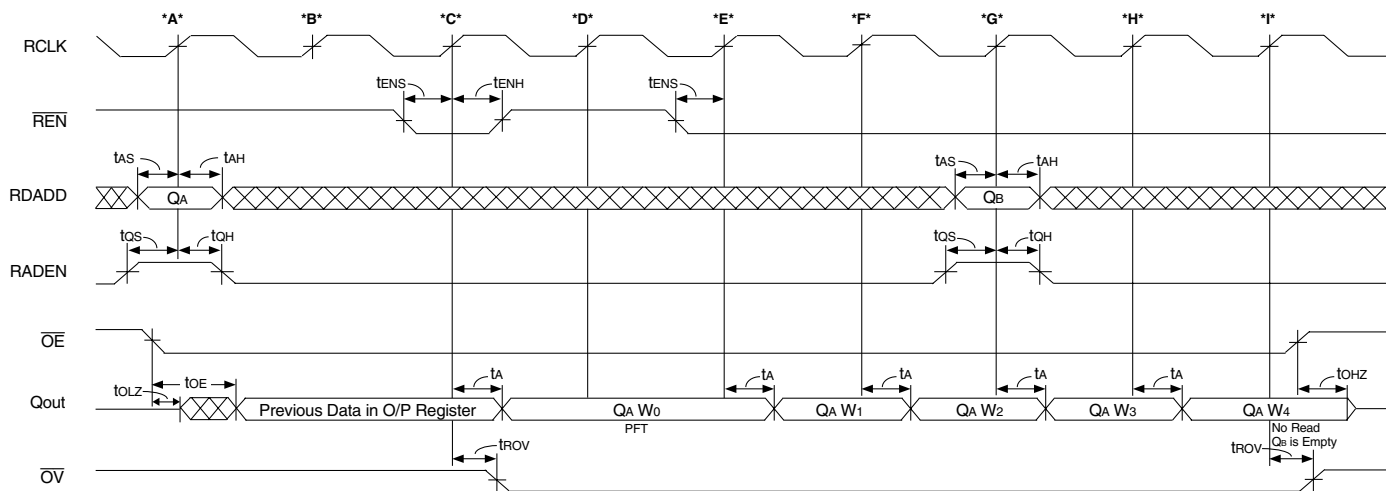 *A* *B* *C* *D* *E* *F* *G* *H* *I*
RCLK
tENS tENH tENS
REN
tAS tAH tAS tAH
RDADD QA QB
tQS tQH tQS tQH
RADEN
OE
tOLZ tOE tA tA tA tA tA tOHZ
Qout Previous Data in O/P Register QA W0 QA W1 QA W2 QA W3 QA W4
PFT No Read
QB is Empty
tROV tROV
OV